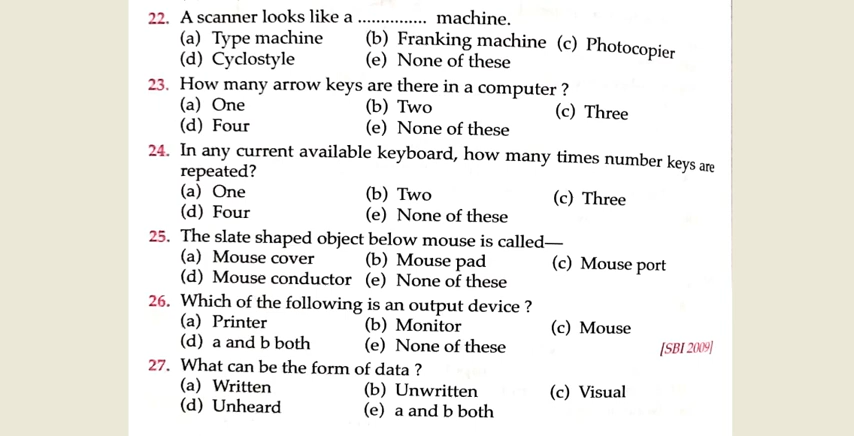 22. A scanner looks like a ............... machine.
(a) Type machine (b) Franking machine (c) Photocopier
(d) Cyclostyle (e) None of these
23. How many arrow keys are there in a computer ?
(a) One (b) Two (c) Three
(d) Four (e) None of these
24. In any current available keyboard, how many times number keys are
repeated?
(a) One (b) Two (c) Three
(d) Four (e) None of these
25. The slate shaped object below mouse is called—
(a) Mouse cover (b) Mouse pad (c) Mouse port
(d) Mouse conductor (e) None of these
26. Which of the following is an output device ?
(a) Printer (b) Monitor (c) Mouse
(d) a and b both (e) None of these [SBI 2009]
27. What can be the form of data ?
(a) Written (b) Unwritten (c) Visual
(d) Unheard (e) a and b both